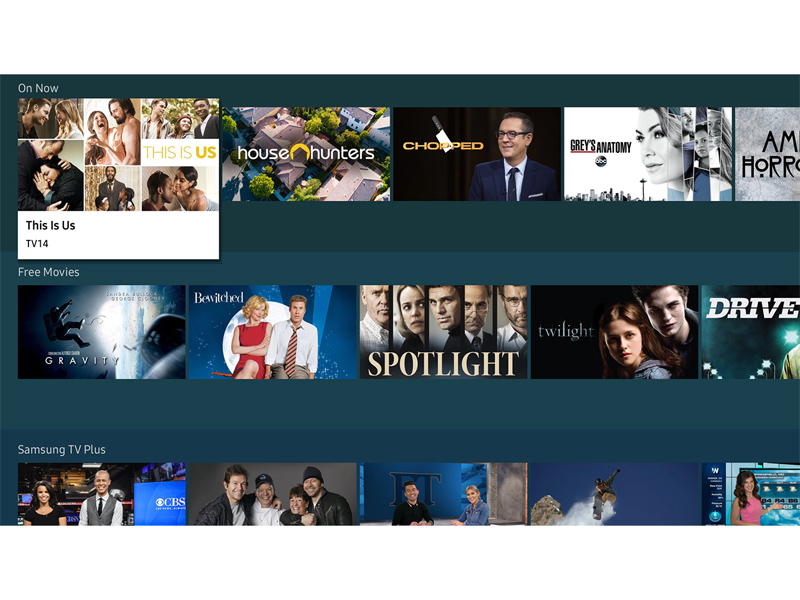 On Now
THIS IS US
house hunters
CHOPPED
GREY'S ANATOMY
abc
AM
HORRO
This Is Us
TV14
Free Movies
SANDRA BULLOCK
GEORGE CLOONEY
GRAVITY
Bewitched
SPOTLIGHT
twilight
DRIVE
Samsung TV Plus
CBS